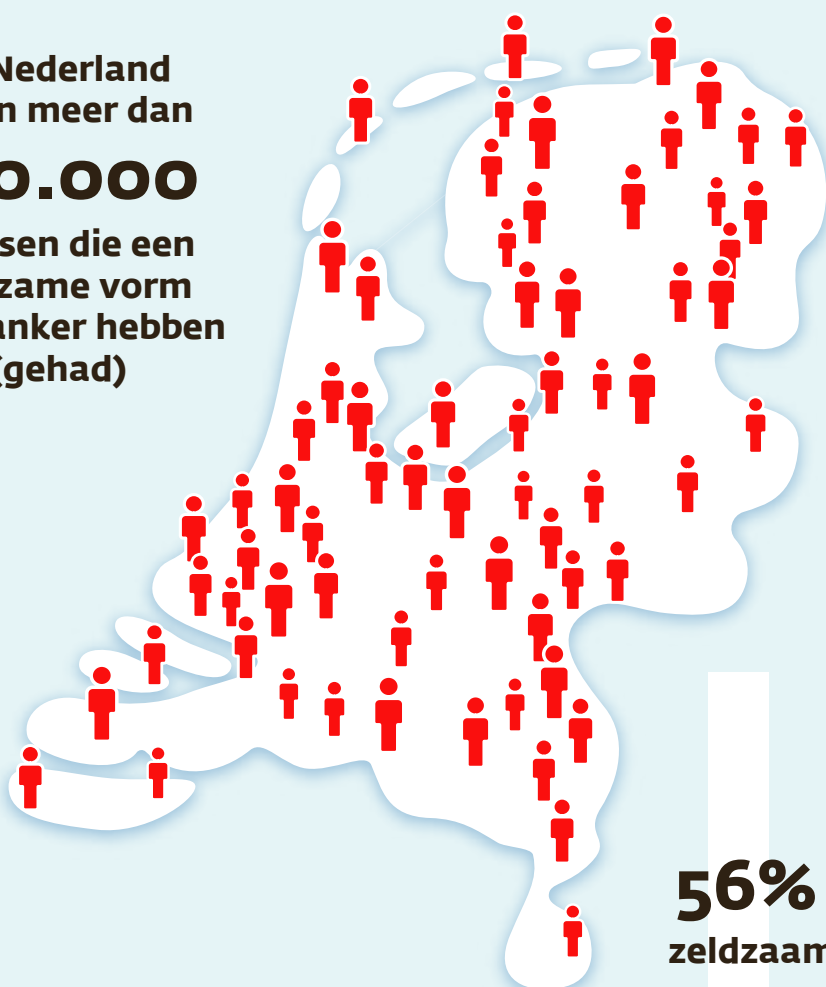 Nederland
n meer dan
0.000
sen die een
zame vorm
anker hebben
(gehad)
56%
zeldzaam